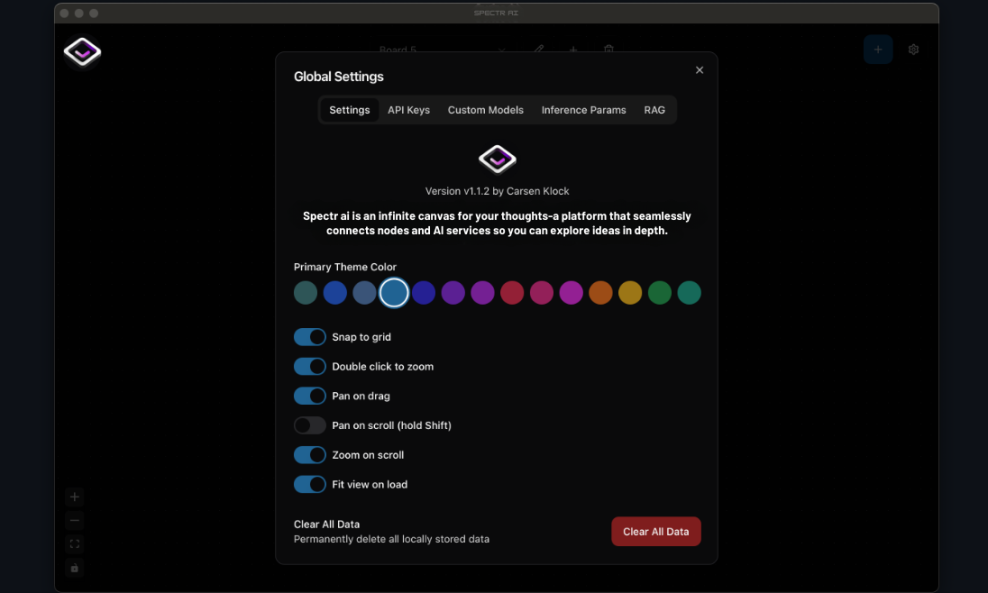 SPECTR AI
Board 5
Global Settings
Settings API Keys Custom Models Inference Params RAG
Version v1.1.2 by Carsen Klock
Spectr ai is an infinite canvas for your thoughts-a platform that seamlessly
connects nodes and AI services so you can explore ideas in depth.
Primary Theme Color
Snap to grid
Double click to zoom
Pan on drag
Pan on scroll (hold Shift)
Zoom on scroll
Fit view on load
Clear All Data
Permanently delete all locally stored data
Clear All Data